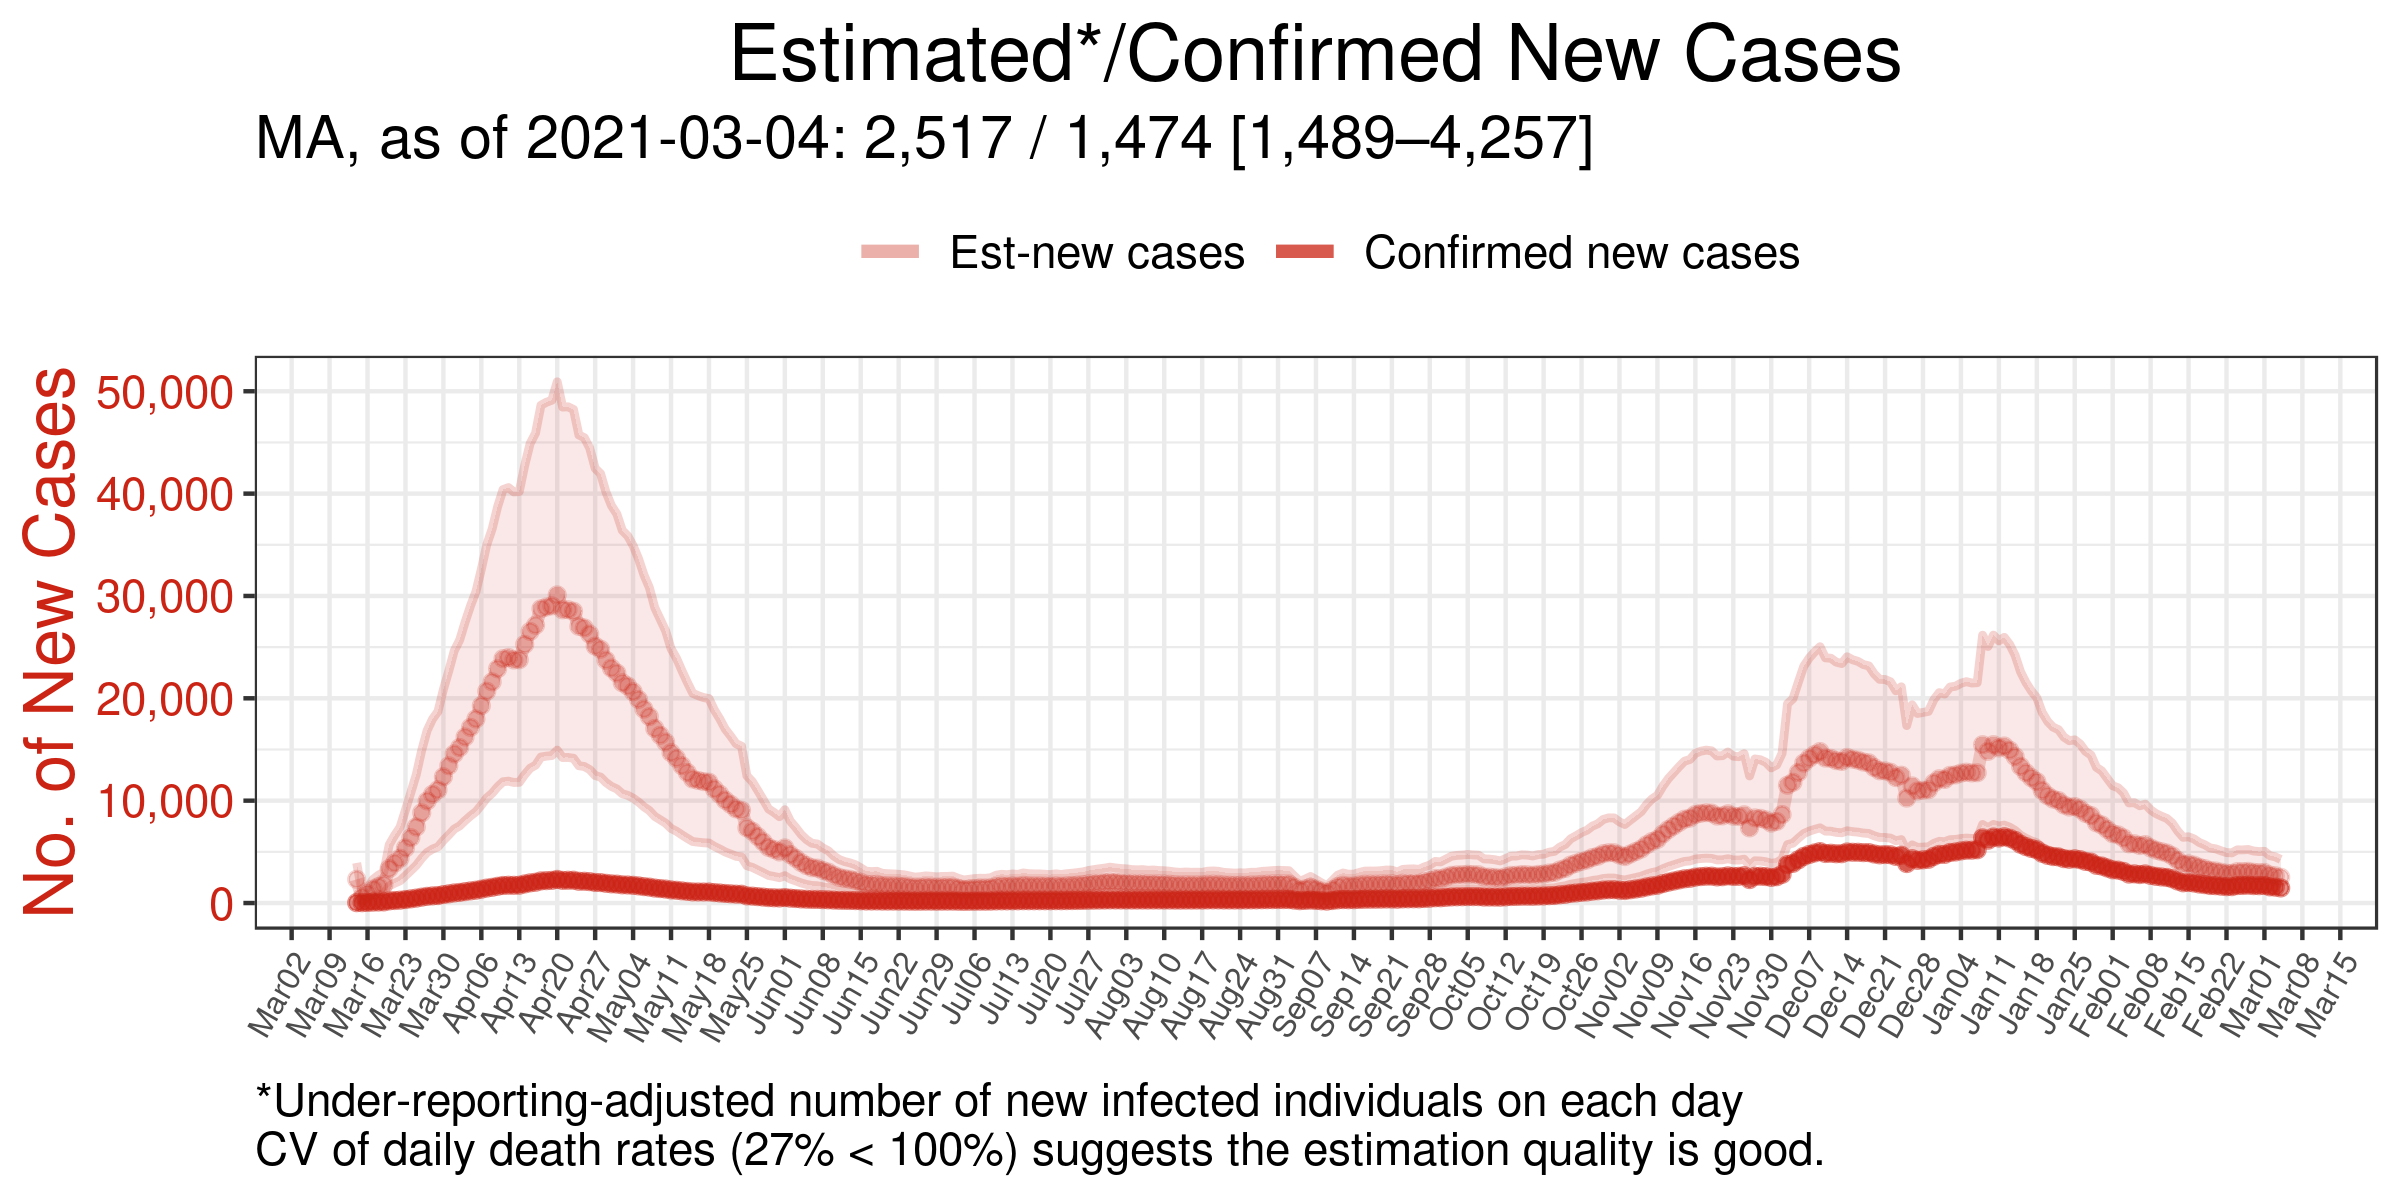 Estimated*/Confirmed New Cases
MA, as of 2021-03-04: 2,517 / 1,474 [1,489–4,257]
Est-new cases
Confirmed new cases
No. of New Cases
50,000
40,000
30,000
20,000
10,000
0
Mar02
Mar09
Mar16
Mar23
Mar30
Apr06
Apr13
Apr20
Apr27
May04
May11
May18
May25
Jun01
Jun08
Jun15
Jun22
Jun29
Jul06
Jul13
Jul20
Jul27
Aug03
Aug10
Aug17
Aug24
Aug31
Sep07
Sep14
Sep21
Sep28
Oct05
Oct12
Oct19
Oct26
Nov02
Nov09
Nov16
Nov23
Nov30
Dec07
Dec14
Dec21
Dec28
Jan04
Jan11
Jan18
Jan25
Feb01
Feb08
Feb15
Feb22
Mar01
Mar08
Mar15
*Under-reporting-adjusted number of new infected individuals on each day
CV of daily death rates (27% < 100%) suggests the estimation quality is good.